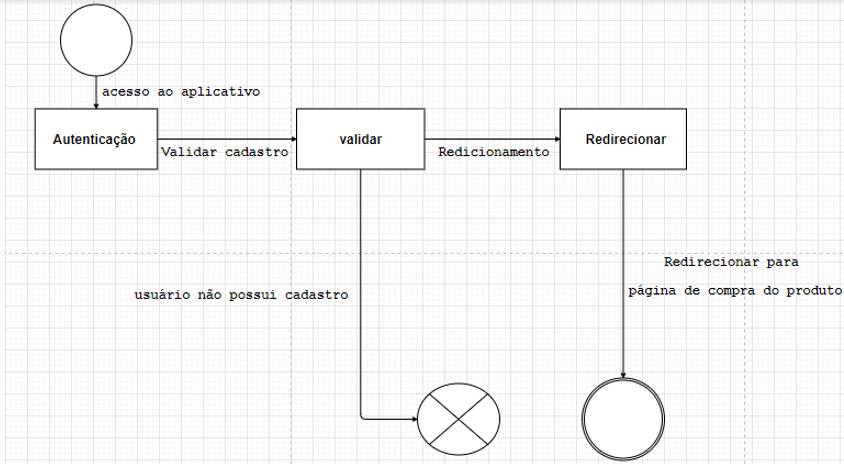 acesso ao aplicativo
Autenticação
Validar cadastro
validar
Redicionamento
Redirecionar
usuário não possui cadastro
Redirecionar para
página de compra do produto